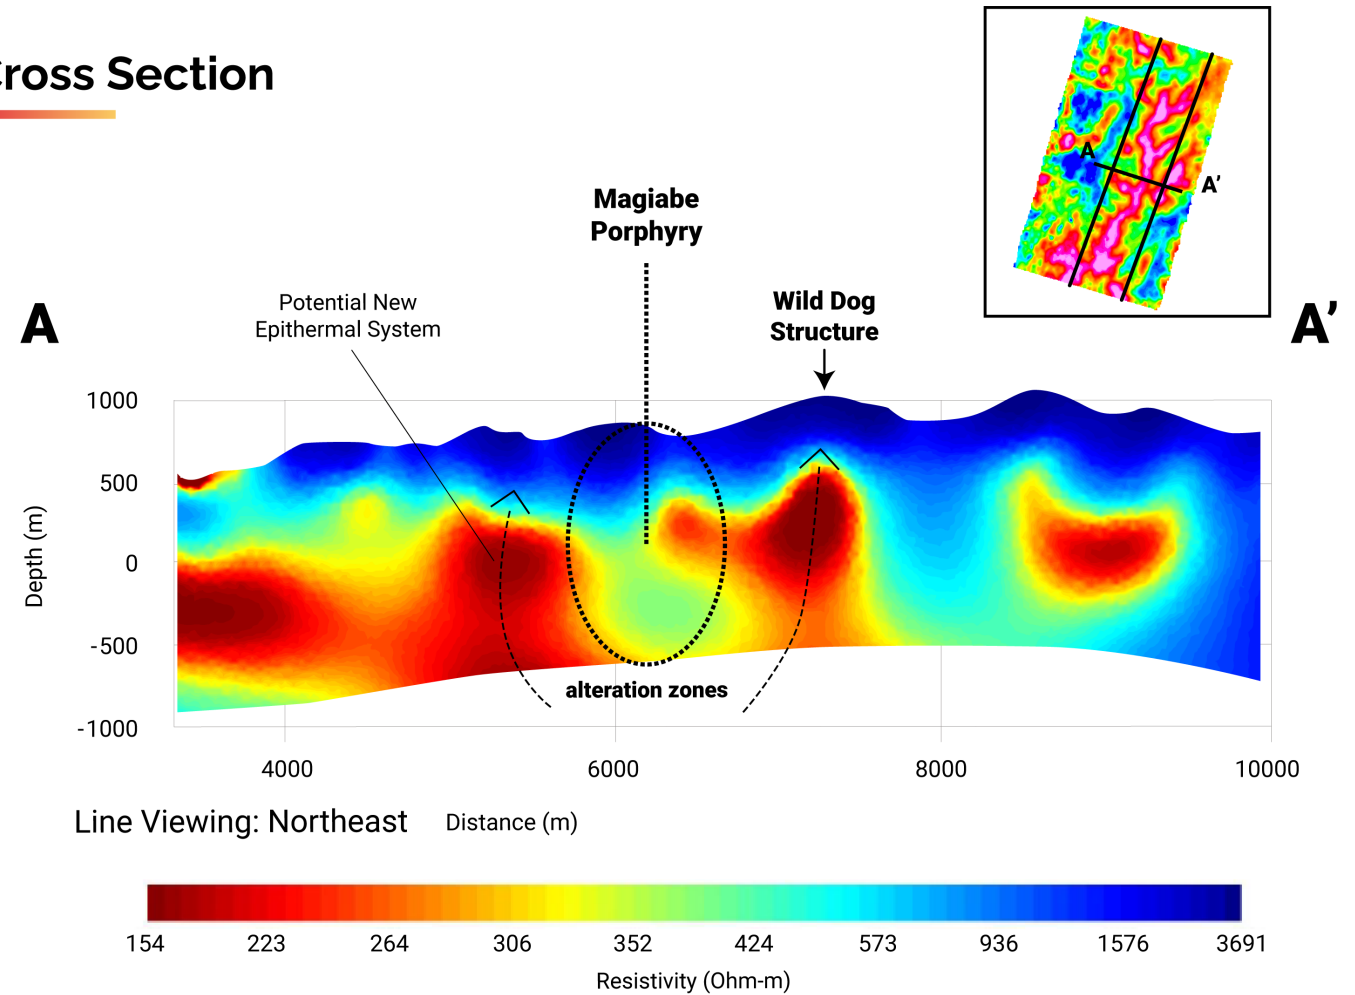 ross Section
A
A'
Magiabe
Porphyry
Potential New
Epithermal System
Wild Dog
Structure
A
A'
1000
500
0
-500
-1000
Depth (m)
alteration zones
4000
6000
8000
10000
Line Viewing: Northeast
Distance (m)
154
223
264
306
352
424
573
936
1576
3691
Resistivity (Ohm-m)